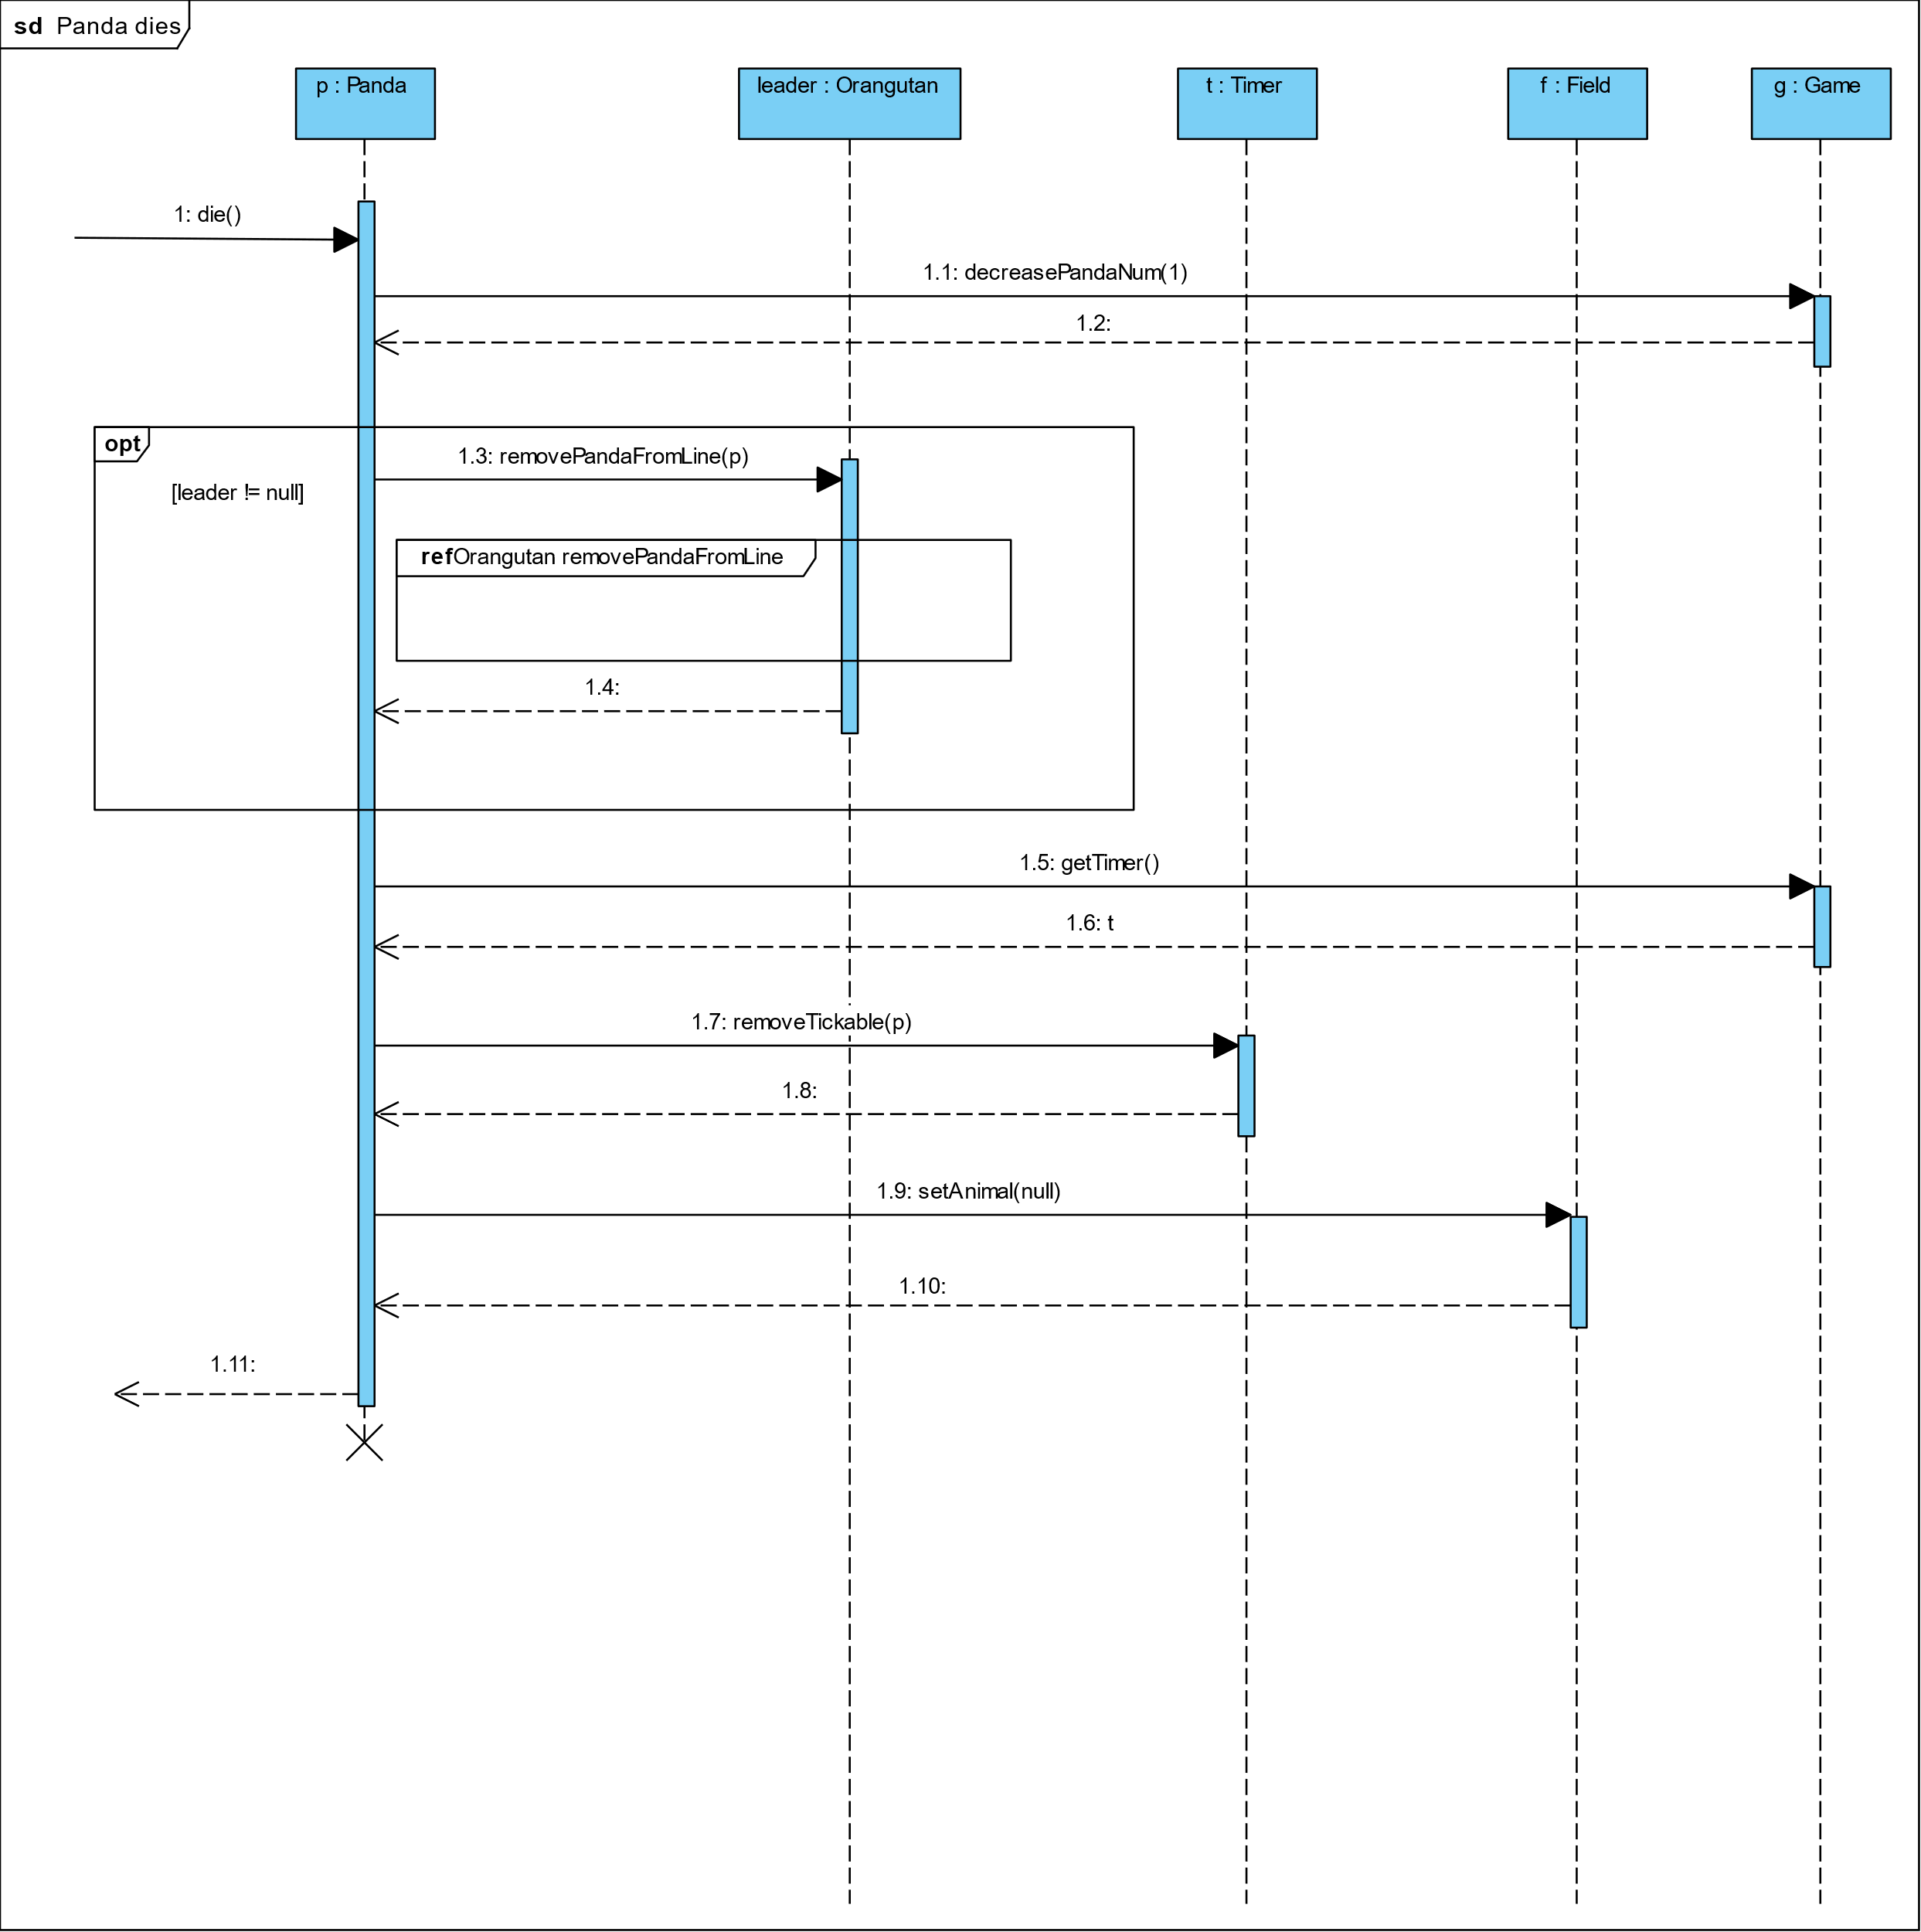 sd Panda dies
p : Panda
leader : Orangutan
t : Timer
f : Field
g : Game
1: die()
1.1: decreasePandaNum(1)
1.2:
opt
1.3: removePandaFromLine(p)
[leader != null]
refOrangutan removePandaFromLine
1.4:
1.5: getTimer()
1.6: t
1.7: removeTickable(p)
1.8:
1.9: setAnimal(null)
1.10:
1.11: